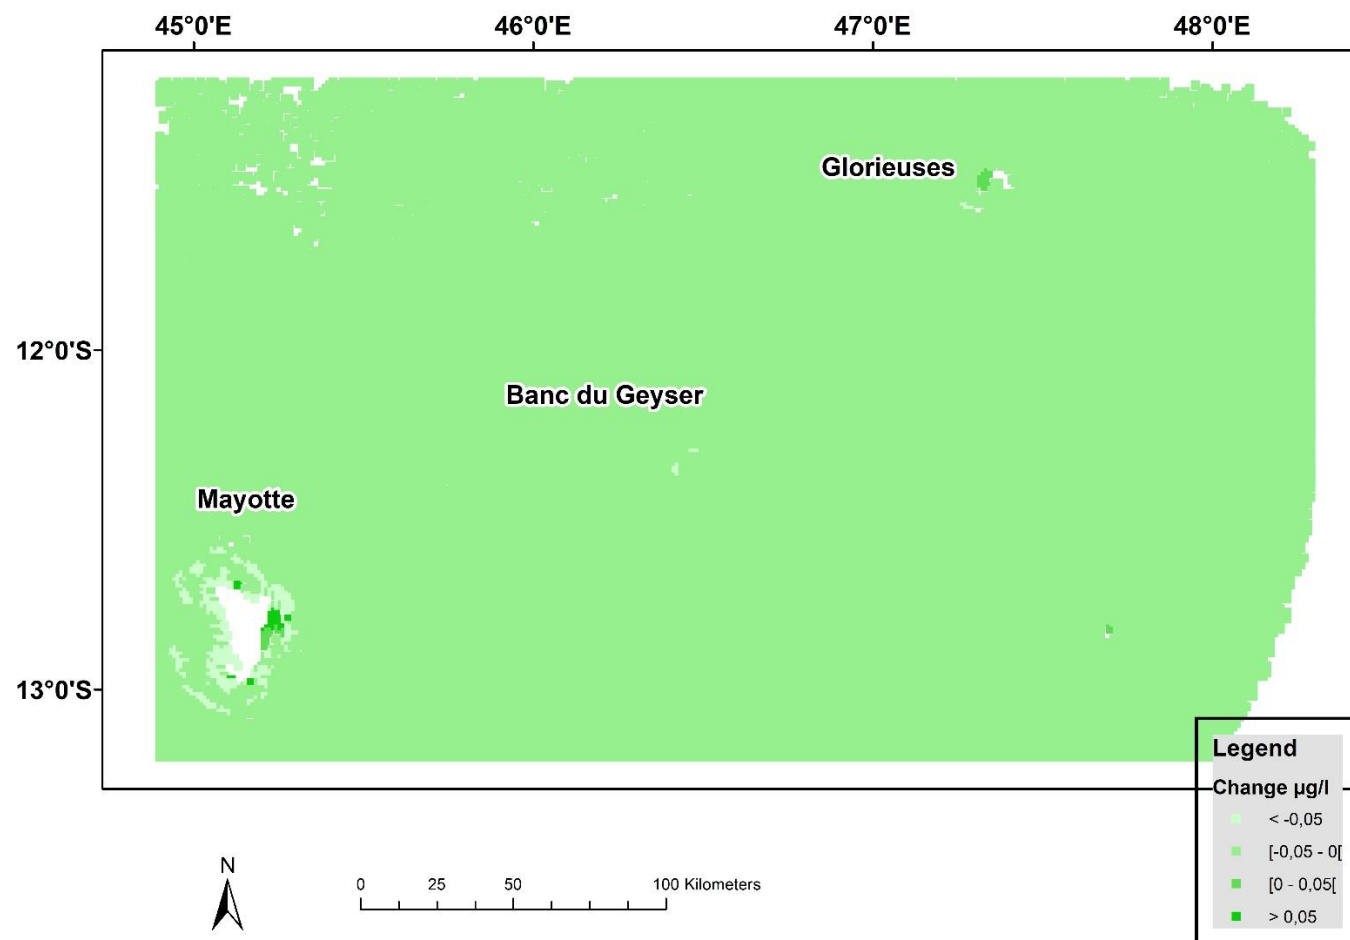 45°0'E 46°0'E 47°0'E 48°0'E
Glorieuses
12°0'S
Banc du Geyser
Mayotte
13°0'S
Legend
Change µg/l
< -0,05
[-0,05 - 0[
[0 - 0,05[
> 0,05
N
0 25 50 100 Kilometers